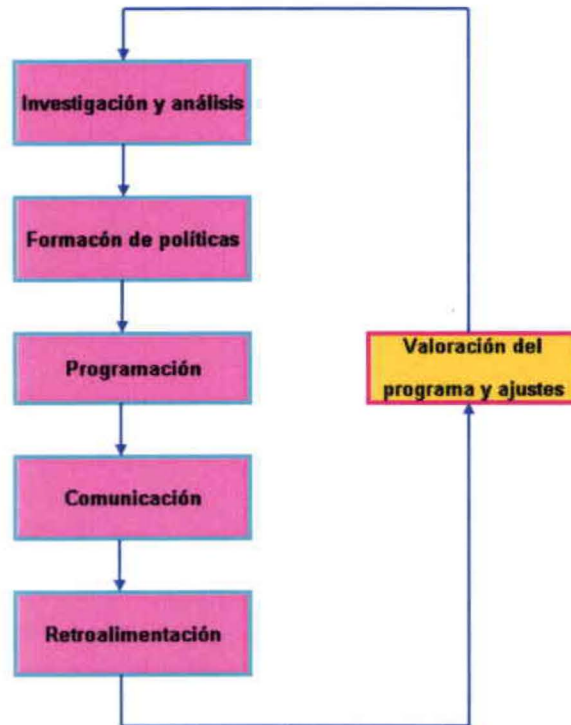 Investigación y análisis
Formacón de políticas
Programación
Comunicación
Retroalimentación
Valoración del
programa y ajustes